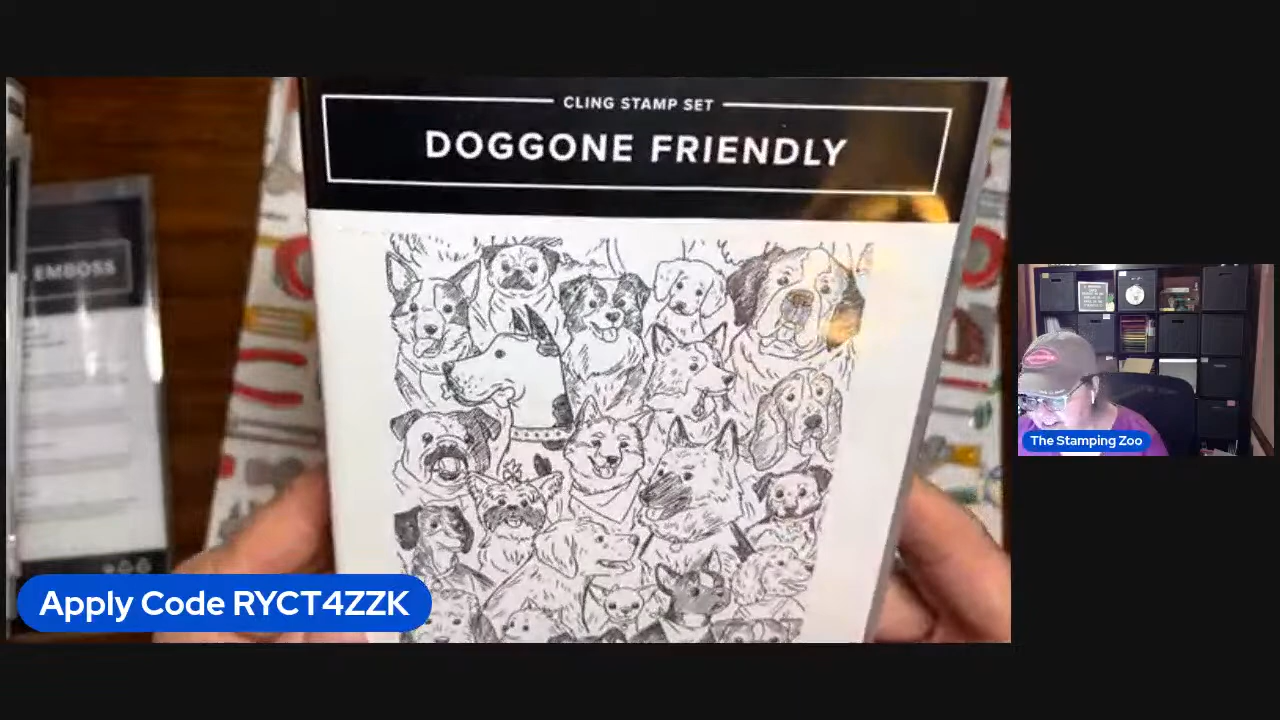 CLING STAMP SET
DOGGONE FRIENDLY
EMBOSS
Apply Code RYCT4ZZK
The Stamping Zoo